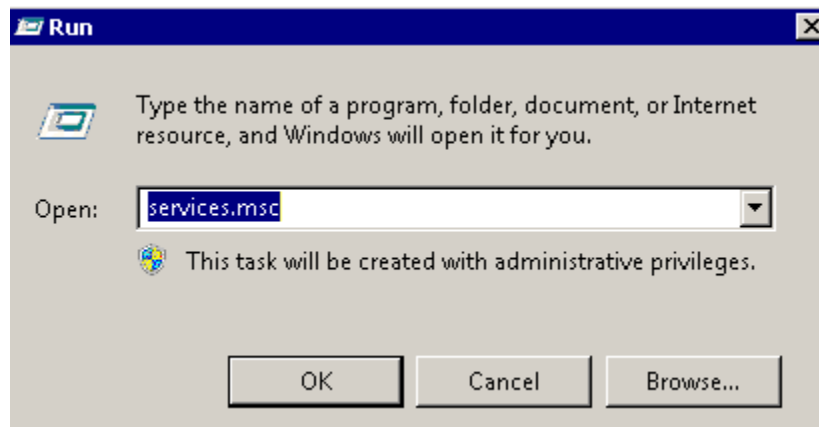 Run
Type the name of a program, folder, document, or Internet
resource, and Windows will open it for you.
Open: services.msc
This task will be created with administrative privileges.
OK Cancel Browse...